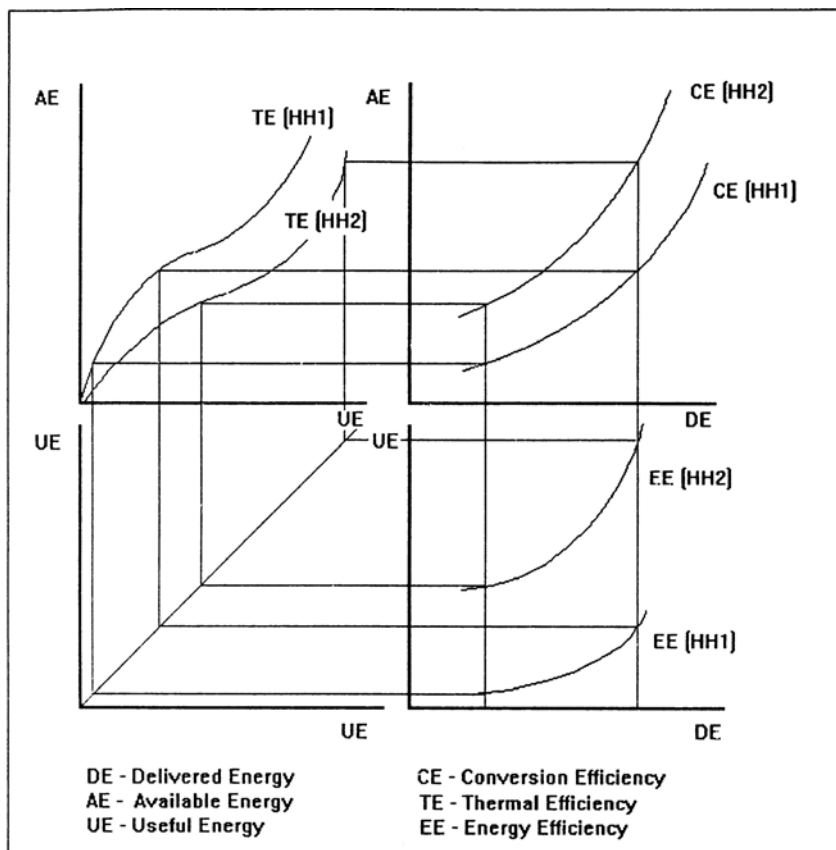 AE
TE (HH1)
TE (HH2)
UE
AE
CE (HH2)
CE (HH1)
DE
UE
UE
UE
EE (HH2)
EE (HH1)
DE
DE - Delivered Energy
AE - Available Energy
UE - Useful Energy
CE - Conversion Efficiency
TE - Thermal Efficiency
EE - Energy Efficiency